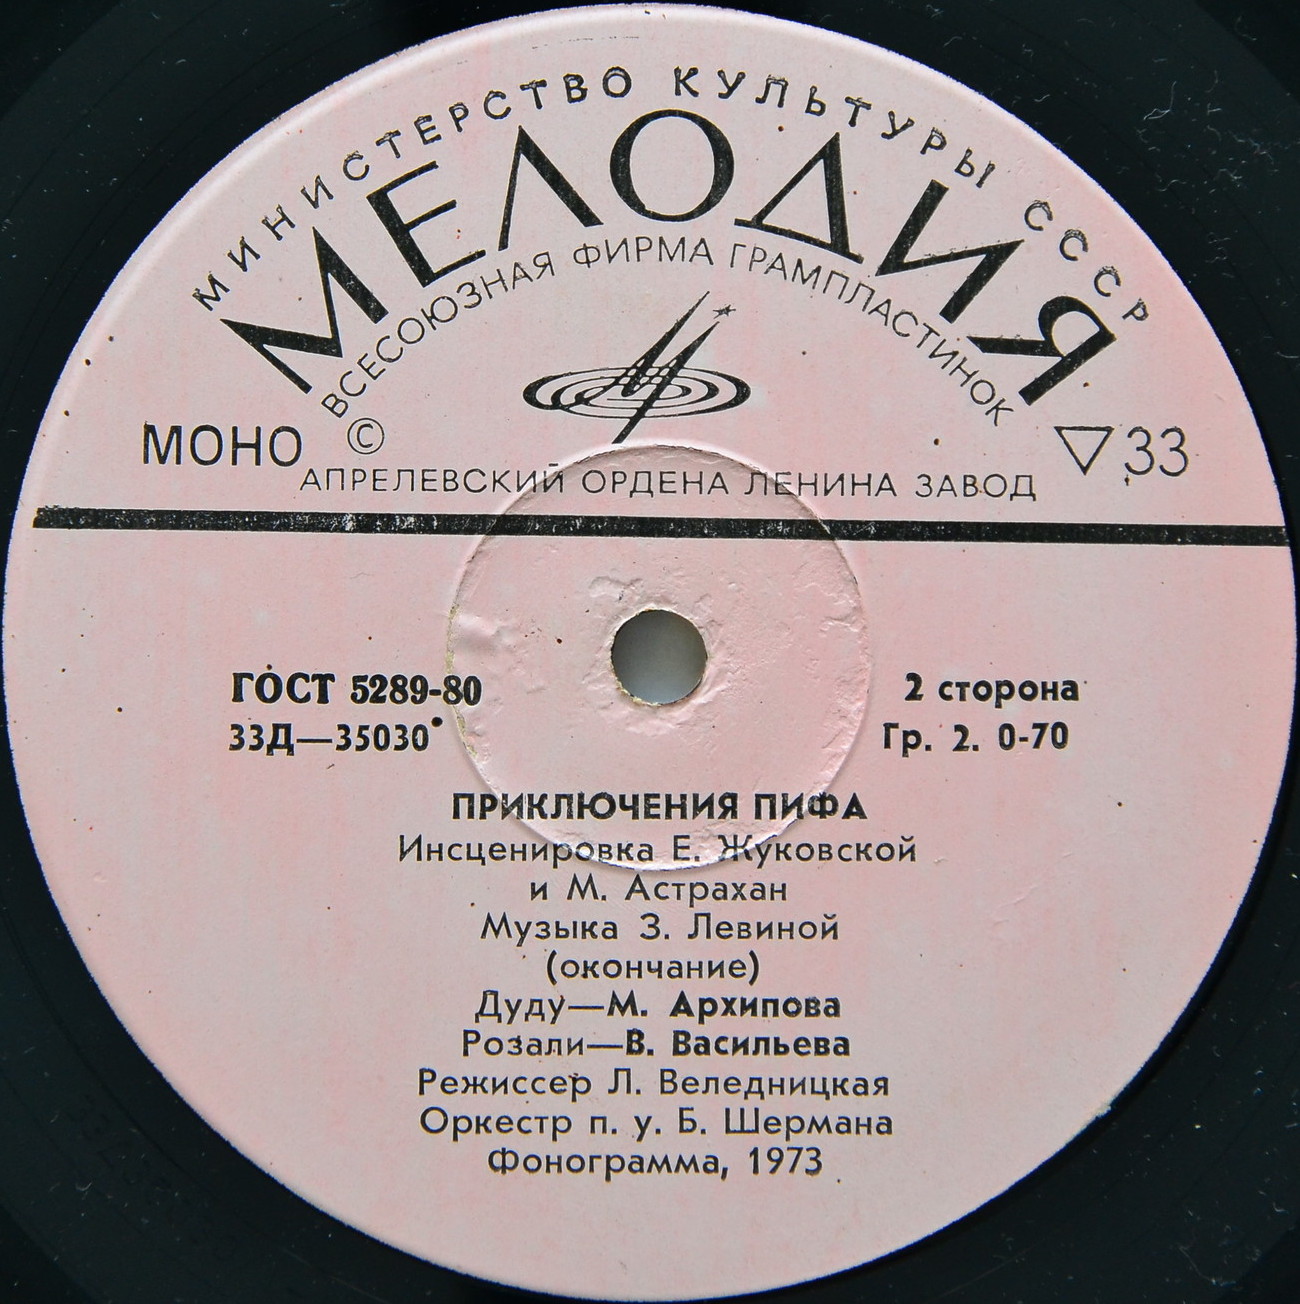 МИНИСТЕРСТВО КУЛЬТУРЫ СССР
МЕЛОДИЯ
ВСЕСОЮЗНАЯ ФИРМА ГРАМПЛАСТИНОК
МОНО © ▽33
АПРЕЛЕВСКИЙ ОРДЕНА ЛЕНИНА ЗАВОД
ГОСТ 5289-80 2 сторона
33Д—35030 Гр. 2. 0-70
ПРИКЛЮЧЕНИЯ ПИФА
Инсценировка Е. Жуковской
и М. Астрахан
Музыка З. Левиной
(окончание)
Дуду—М. Архипова
Розали—В. Васильева
Режиссер Л. Веледницкая
Оркестр п. у. Б. Шермана
Фонограмма, 1973